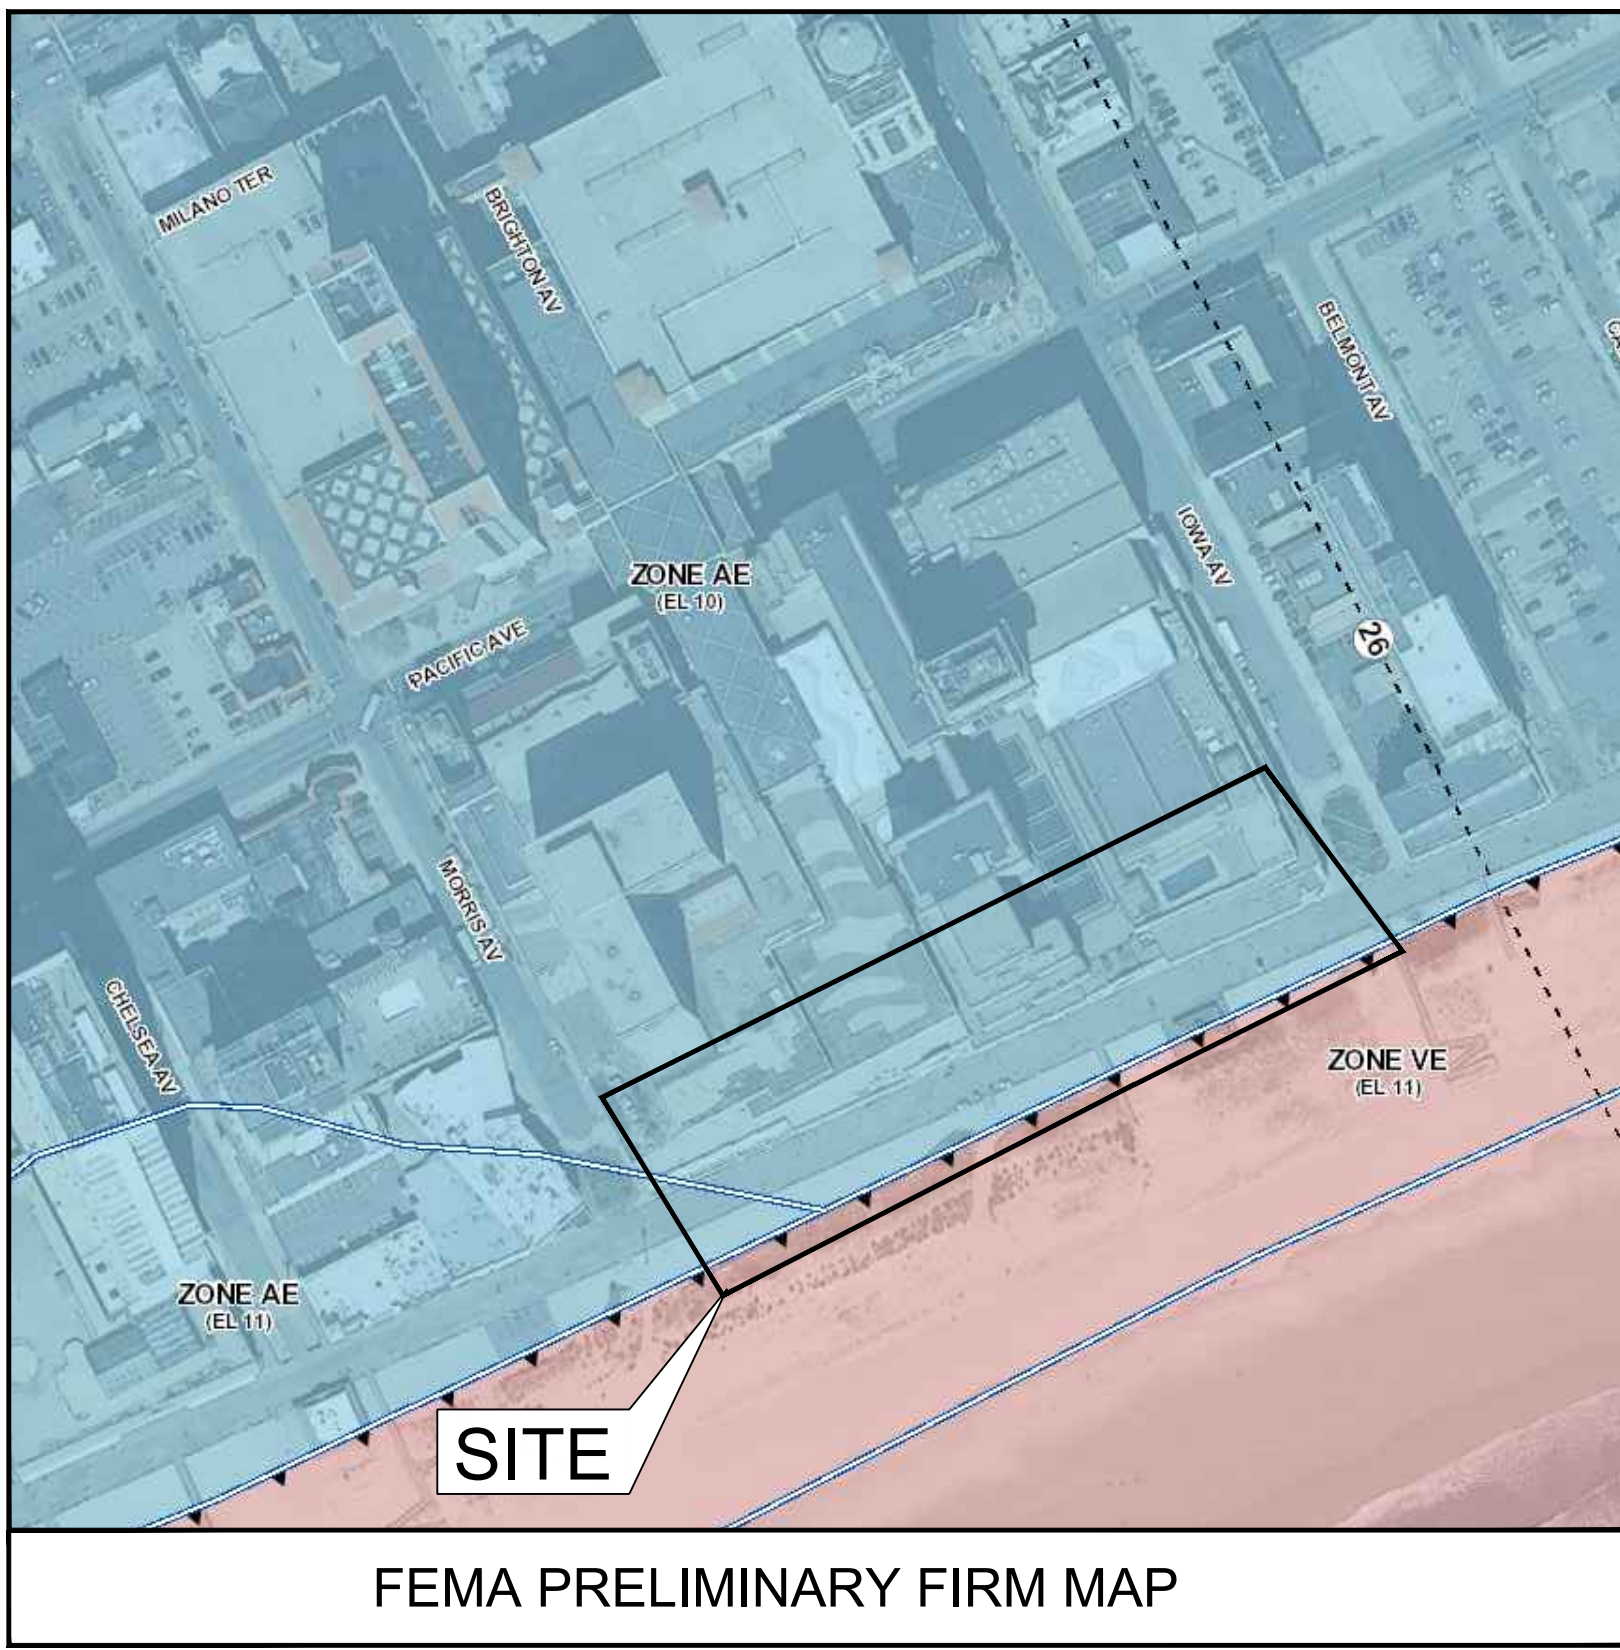 MILANO TER
BRIGHTON AV
BELMONT AV
CA
IOWA AV
ZONE AE
(EL 10)
26
PACIFIC AVE
MORRIS AV
CHELSEA AV
ZONE VE
(EL 11)
ZONE AE
(EL 11)
SITE
FEMA PRELIMINARY FIRM MAP